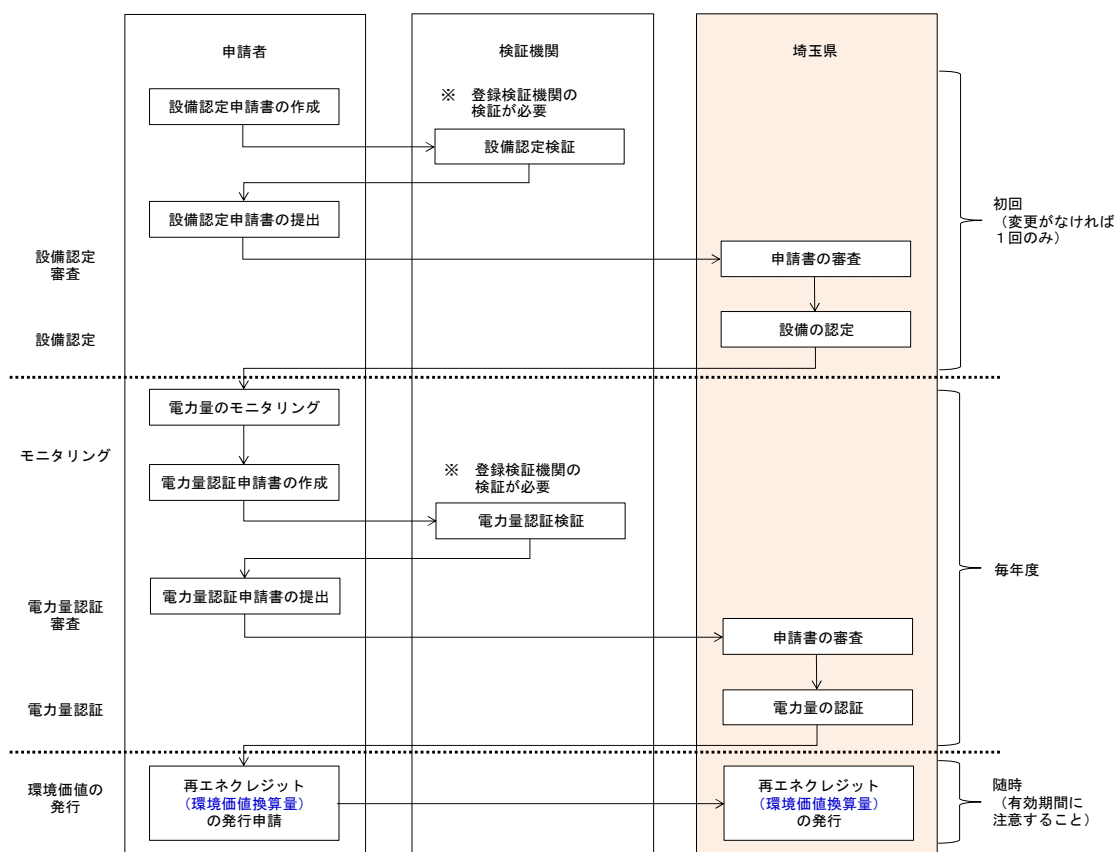 申請者
検証機関
埼玉県
設備認定申請書の作成
※　登録検証機関の
検証が必要
設備認定検証
設備認定申請書の提出
初回
（変更がなければ
１回のみ）
設備認定
審査
申請書の審査
設備認定
設備の認定
電力量のモニタリング
モニタリング
電力量認証申請書の作成
※　登録検証機関の
検証が必要
電力量認証検証
毎年度
電力量認証申請書の提出
電力量認証
審査
申請書の審査
電力量認証
電力量の認証
環境価値の
発行
再エネクレジット
（環境価値換算量）
の発行申請
再エネクレジット
（環境価値換算量）
の発行
随時
（有効期間に
注意すること）